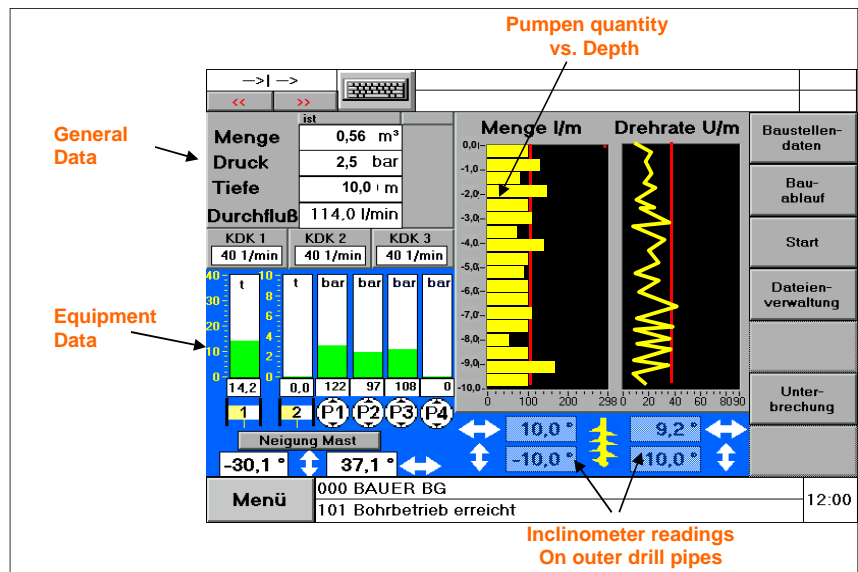 Pumpen quantity
vs. Depth
—>| —>
<< >>
General
Data
ist
Menge 0,56 m³
Druck 2,5 bar
Tiefe 10,0 m
Durchfluß 114.0 l/min
KDK 1 KDK 2 KDK 3
40 1/min 40 1/min 40 1/min
Menge l/m Drehrate U/m
0,0
-1,0
-2,0
-3,0
-4,0
-5,0
-6,0
-7,0
-8,0
-9,0
-10,0
0 100 200 298
0 20 40 60 80 90
Baustellen-
daten
Bau-
ablauf
Start
Dateien-
verwaltung
Unter-
brechung
Equipment
Data
40 10
30 8
20 6
4
10 2
0 0
t t bar bar bar bar
14,2 0,0 122 97 108 0
1 2 P1 P2 P3 P4
Neigung Mast
-30,1 ° 37,1 °
10,0 ° 9,2 °
-10,0 ° -10,0 °
Menü
000 BAUER BG
101 Bohrbetrieb erreicht
12:00
Inclinometer readings
On outer drill pipes